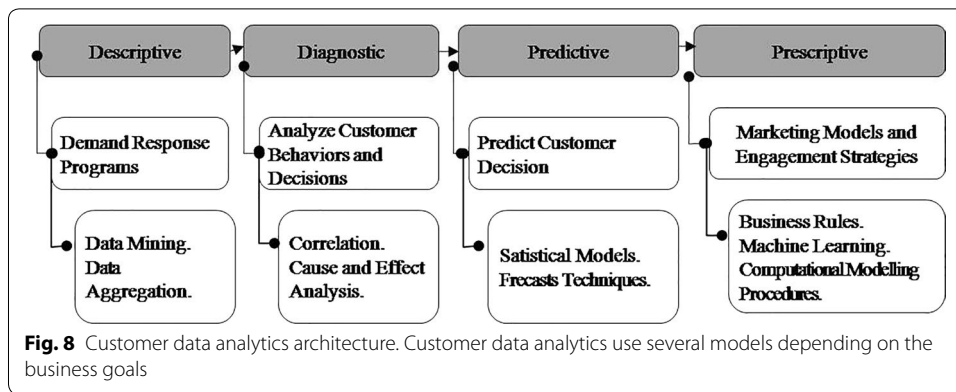 Descriptive
Diagnostic
Predictive
Prescriptive
Demand Response
Programs
Analyze Customer
Behaviors and
Decisions
Predict Customer
Decision
Marketing Models and
Engagement Strategies
Data Mining.
Data
Aggregation.
Correlation.
Cause and Effect
Analysis.
Satistical Models.
Frecasts Techniques.
Business Rules.
Machine Learning.
Computational Modelling
Procedures.
Fig. 8 Customer data analytics architecture. Customer data analytics use several models depending on the
business goals